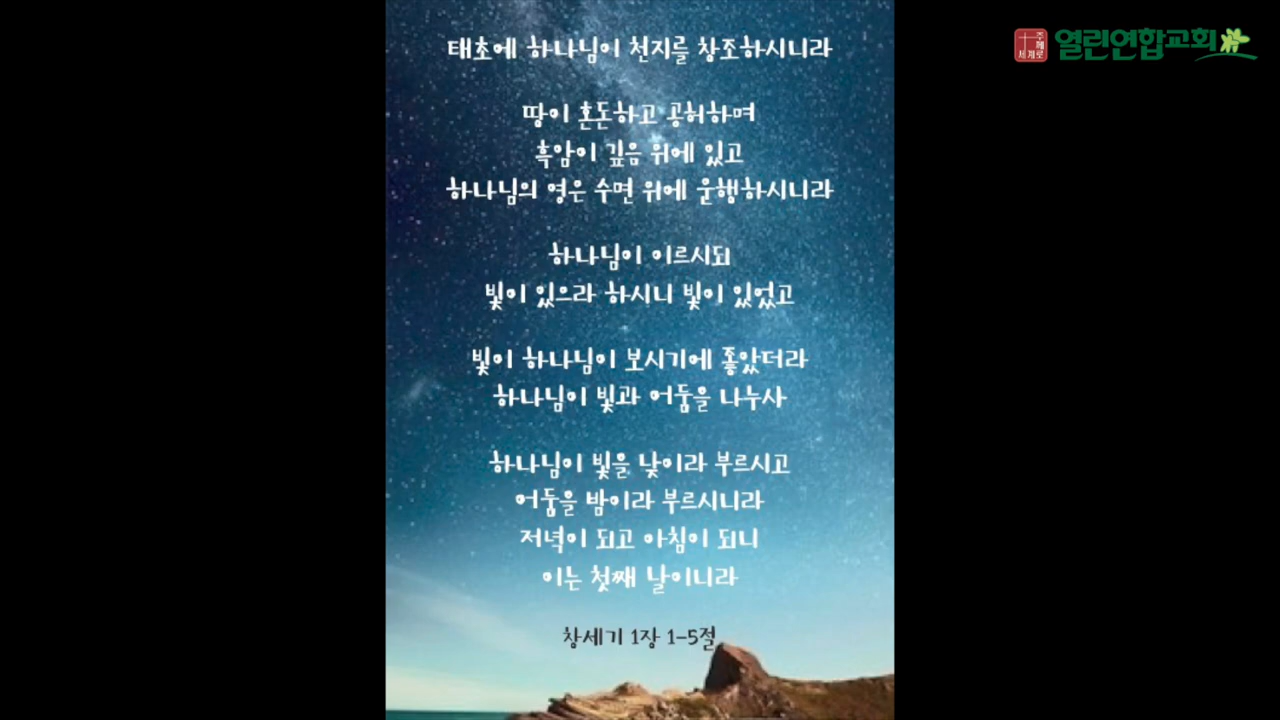 태초에 하나님이 천지를 창조하시니라
땅이 혼돈하고 공허하며
흑암이 깊음 위에 있고
하나님의 영은 수면 위에 운행하시니라
하나님이 이르시되
빛이 있으라 하시니 빛이 있었고
빛이 하나님이 보시기에 좋았더라
하나님이 빛과 어둠을 나누사
하나님이 빛을 낮이라 부르시고
어둠을 밤이라 부르시니라
저녁이 되고 아침이 되니
이는 첫째 날이니라
창세기 1장 1-5절
주께
세계로
열린연합교회